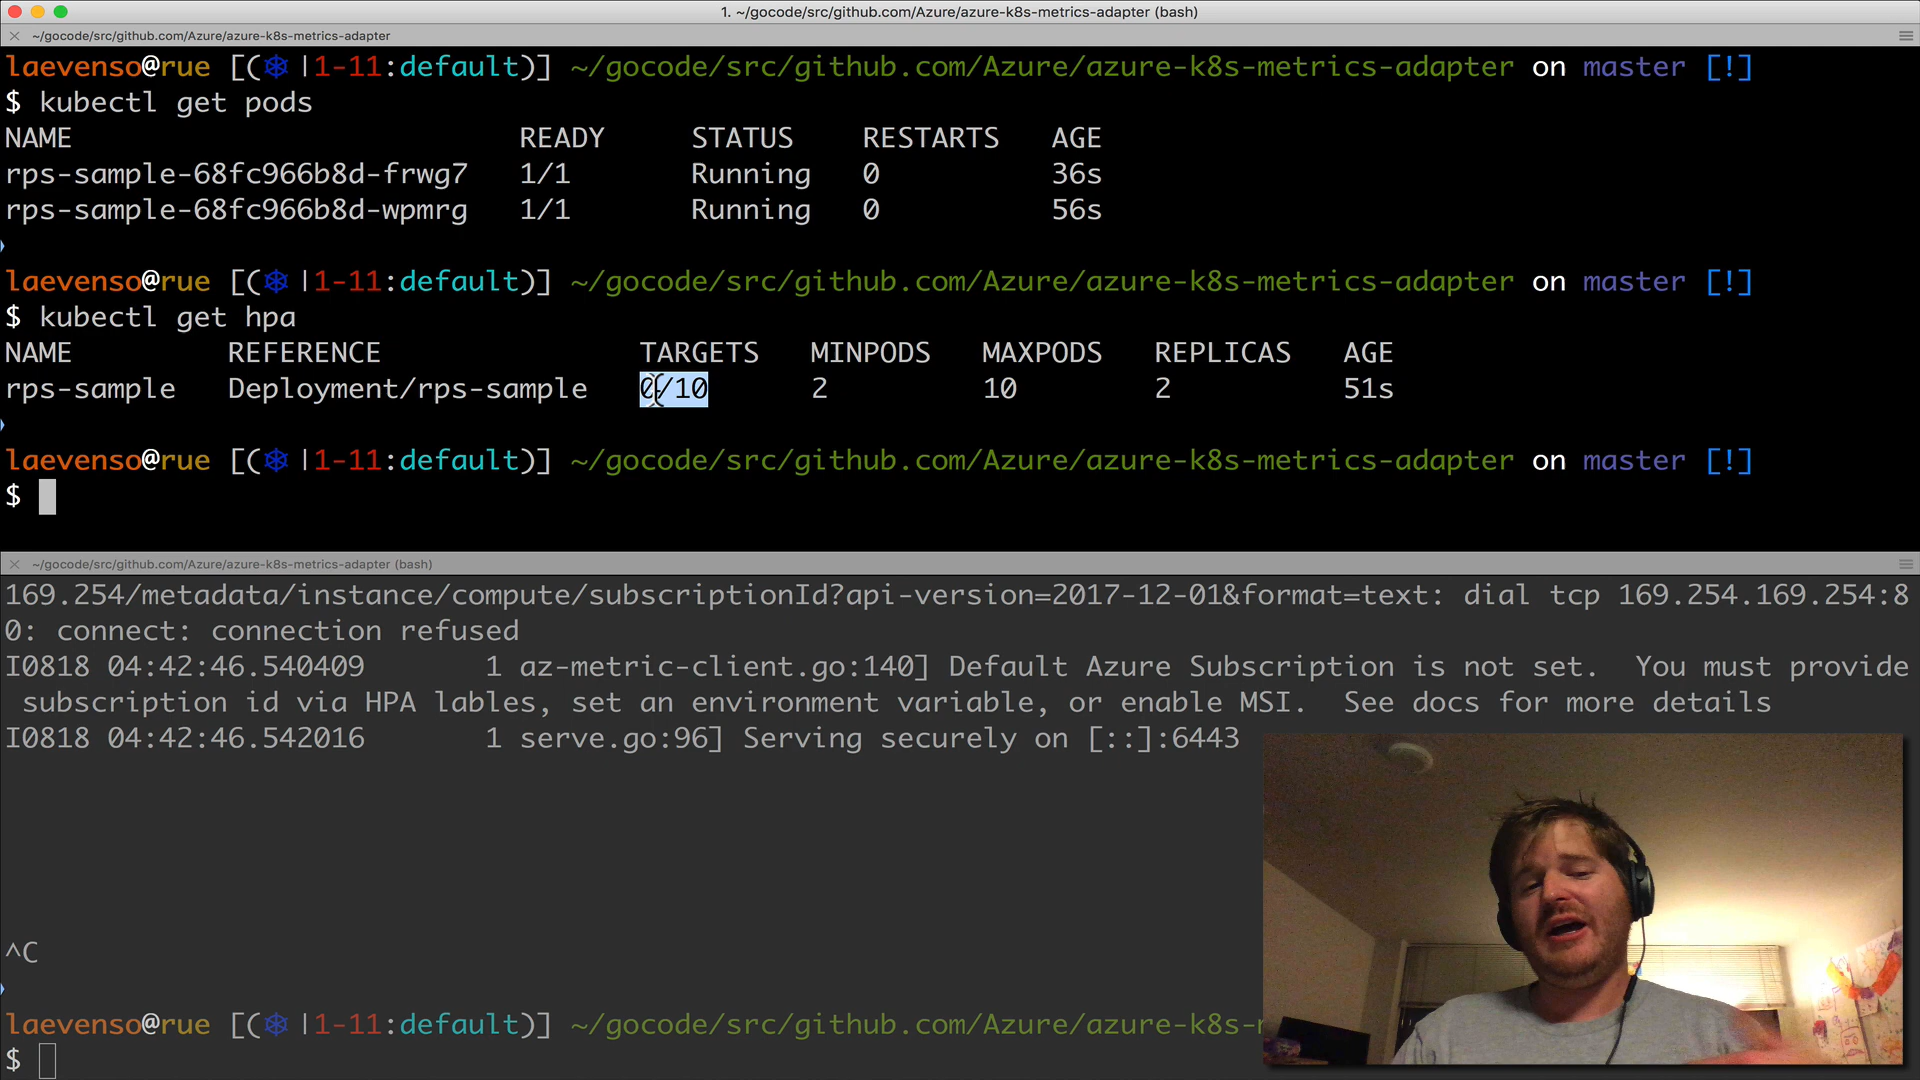 1. ~/gocode/src/github.com/Azure/azure-k8s-metrics-adapter (bash)
~/gocode/src/github.com/Azure/azure-k8s-metrics-adapter
laevenso@rue [(⎈ |1-11:default)] ~/gocode/src/github.com/Azure/azure-k8s-metrics-adapter on master [!]
$ kubectl get pods
NAME READY STATUS RESTARTS AGE
rps-sample-68fc966b8d-frwg7 1/1 Running 0 36s
rps-sample-68fc966b8d-wpmrg 1/1 Running 0 56s
laevenso@rue [(⎈ |1-11:default)] ~/gocode/src/github.com/Azure/azure-k8s-metrics-adapter on master [!]
$ kubectl get hpa
NAME REFERENCE TARGETS MINPODS MAXPODS REPLICAS AGE
rps-sample Deployment/rps-sample 0/10 2 10 2 51s
laevenso@rue [(⎈ |1-11:default)] ~/gocode/src/github.com/Azure/azure-k8s-metrics-adapter on master [!]
$
~/gocode/src/github.com/Azure/azure-k8s-metrics-adapter (bash)
169.254/metadata/instance/compute/subscriptionId?api-version=2017-12-01&format=text: dial tcp 169.254.169.254:8
0: connect: connection refused
I0818 04:42:46.540409 1 az-metric-client.go:140] Default Azure Subscription is not set. You must provide
subscription id via HPA lables, set an environment variable, or enable MSI. See docs for more details
I0818 04:42:46.542016 1 serve.go:96] Serving securely on [::]:6443
^C
laevenso@rue [(⎈ |1-11:default)] ~/gocode/src/github.com/Azure/azure-k8s-
$